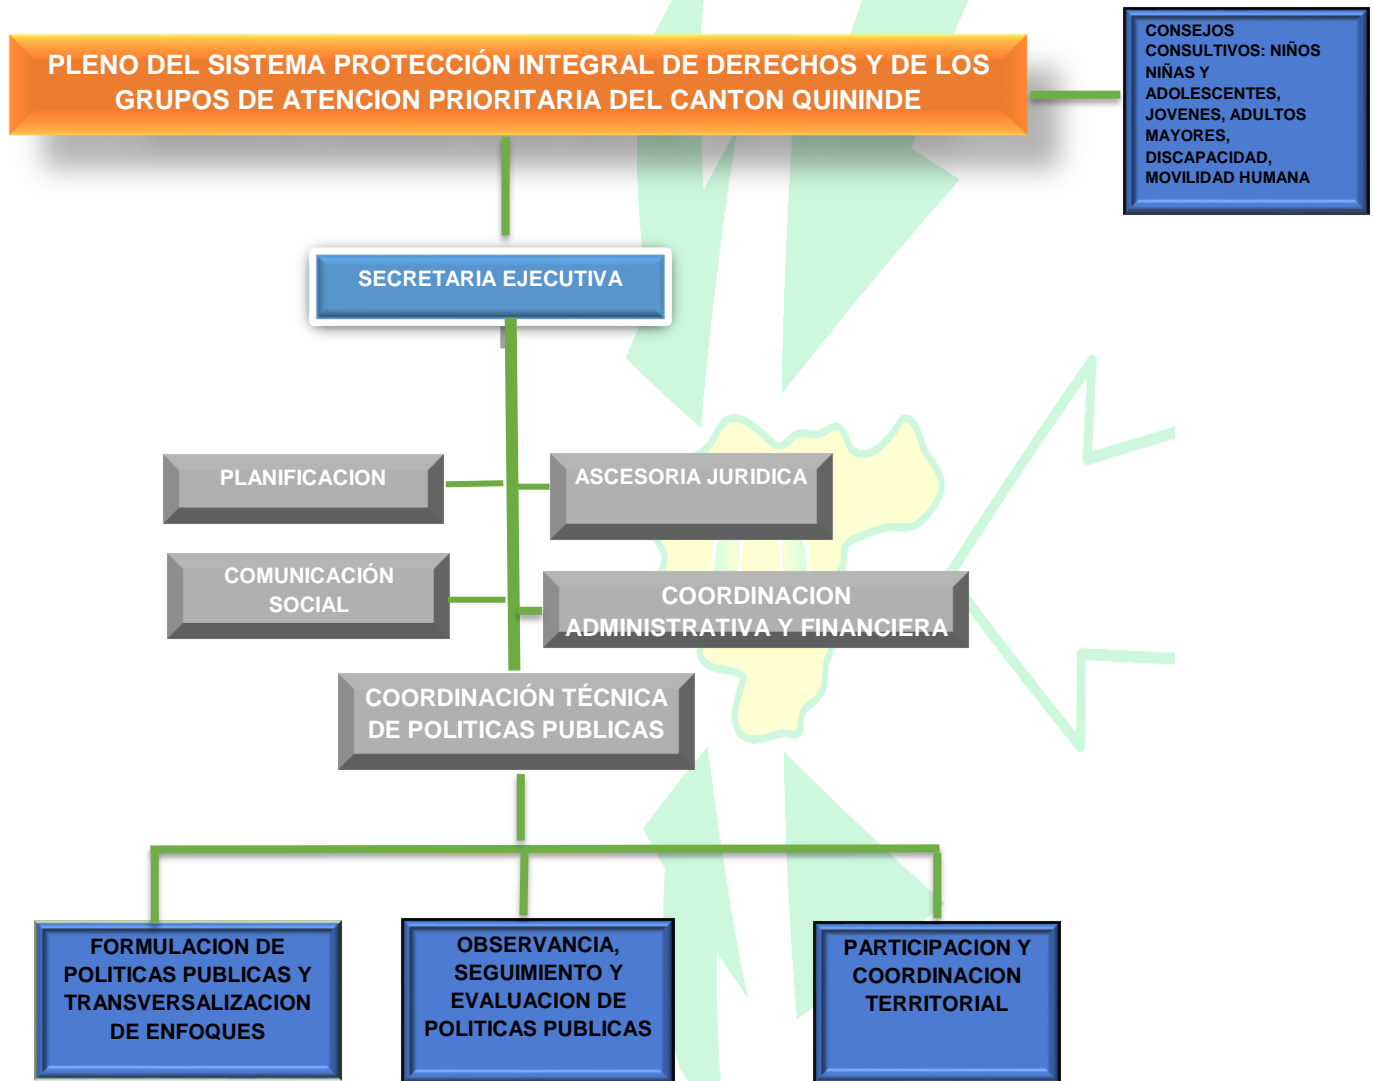 PLENO DEL SISTEMA PROTECCIÓN INTEGRAL DE DERECHOS Y DE LOS
GRUPOS DE ATENCION PRIORITARIA DEL CANTON QUININDE
CONSEJOS
CONSULTIVOS: NIÑOS
NIÑAS Y
ADOLESCENTES,
JOVENES, ADULTOS
MAYORES,
DISCAPACIDAD,
MOVILIDAD HUMANA
SECRETARIA EJECUTIVA
PLANIFICACION
ASCESORIA JURIDICA
COMUNICACIÓN
SOCIAL
COORDINACION
ADMINISTRATIVA Y FINANCIERA
COORDINACIÓN TÉCNICA
DE POLITICAS PUBLICAS
FORMULACION DE
POLITICAS PUBLICAS Y
TRANSVERSALIZACION
DE ENFOQUES
OBSERVANCIA,
SEGUIMIENTO Y
EVALUACION DE
POLITICAS PUBLICAS
PARTICIPACION Y
COORDINACION
TERRITORIAL